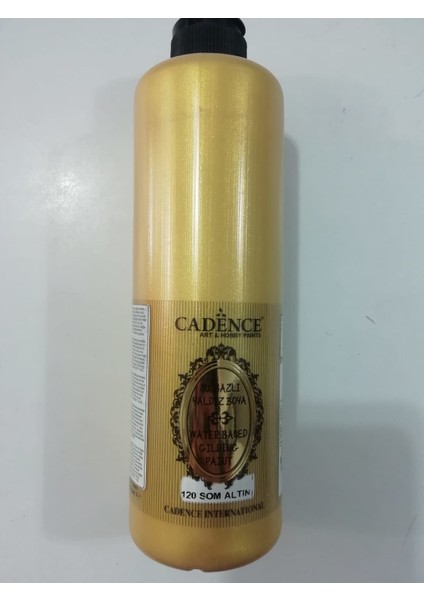 CADENCE
ART & HOBBY PAINTS
SU BAZLI
YALDIZ BOYA
WATER BASED
GILDING
PAINT
120 SOM ALTIN
CADENCE INTERNATIONAL